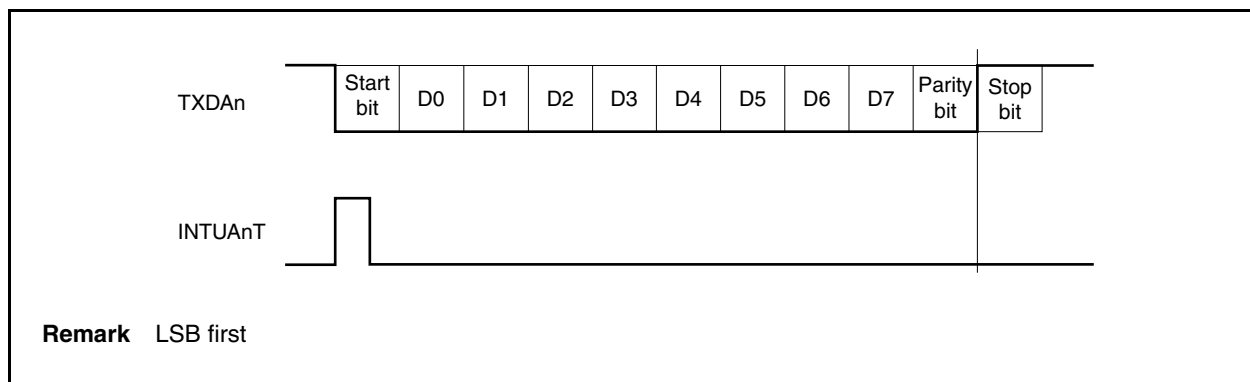 TXDAn
Start bit
D0
D1
D2
D3
D4
D5
D6
D7
Parity bit
Stop bit
INTUAnT
Remark LSB first